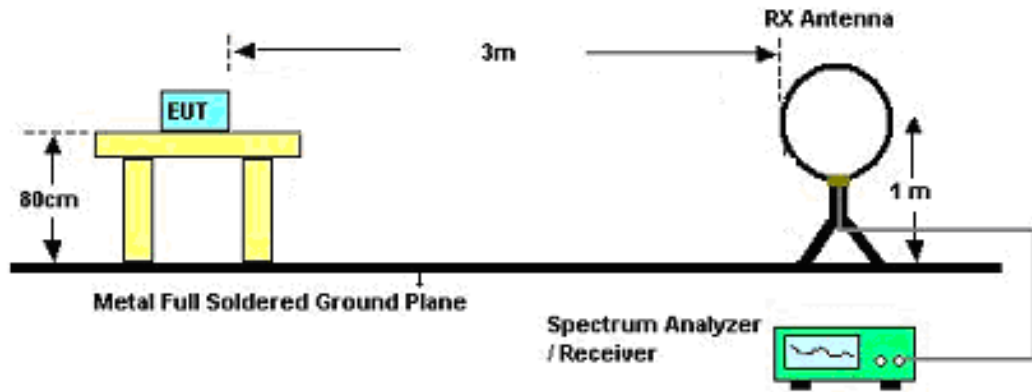 RX Antenna
3m
EUT
80cm
1 m
Metal Full Soldered Ground Plane
Spectrum Analyzer
/ Receiver